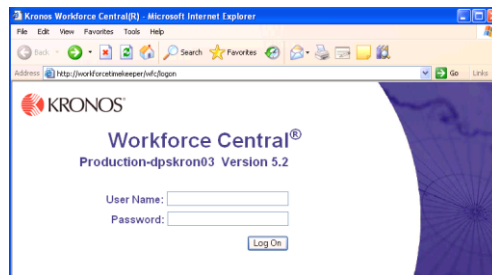 Kronos Workforce Central(R) - Microsoft Internet Explorer
File Edit View Favorites Tools Help
Back Search Favorites
Address http://workforcetimekeeper/wfc/logon Go Links
KRONOS®
Workforce Central®
Production-dpskron03 Version 5.2
User Name:
Password:
Log On